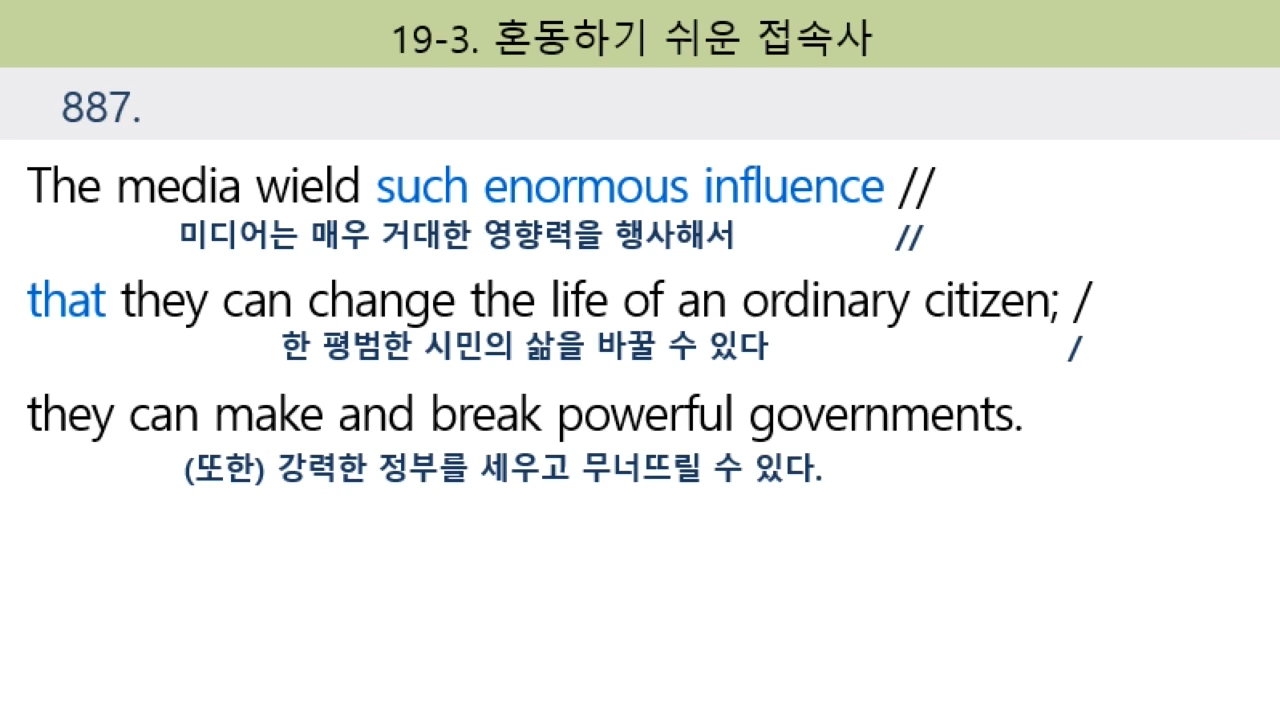 19-3. 혼동하기 쉬운 접속사
887.
The media wield such enormous influence //
미디어는 매우 거대한 영향력을 행사해서 //
that they can change the life of an ordinary citizen; /
한 평범한 시민의 삶을 바꿀 수 있다 /
they can make and break powerful governments.
(또한) 강력한 정부를 세우고 무너뜨릴 수 있다.